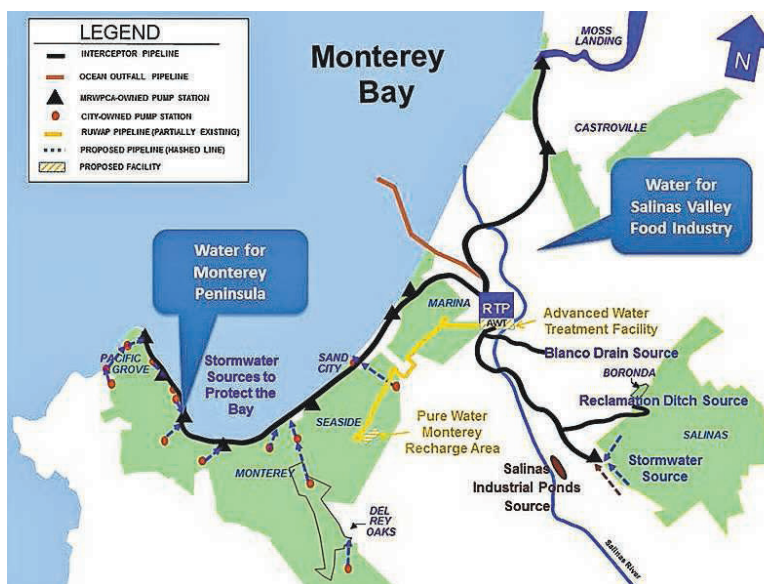 LEGEND
INTERCEPTOR PIPELINE
OCEAN OUTFALL PIPELINE
MRWPCA-OWNED PUMP STATION
CITY-OWNED PUMP STATION
RUWAP PIPELINE (PARTIALLY EXISTING)
PROPOSED PIPELINE (HASHED LINE)
PROPOSED FACILITY
Monterey
Bay
MOSS
LANDING
N
CASTROVILLE
Water for
Salinas Valley
Food Industry
Water for
Monterey
Peninsula
MARINA
RTP
AWT
Advanced Water
Treatment Facility
PACIFIC
GROVE
Stormwater
Sources to
Protect the
Bay
SAND
CITY
Blanco Drain Source
BORONDA
Reclamation Ditch Source
SEASIDE
Pure Water
Monterey
Recharge Area
SALINAS
MONTERE
Salinas
Industrial Ponds
Source
Stormwater
Source
DEL
REY
OAKS
Salinas River